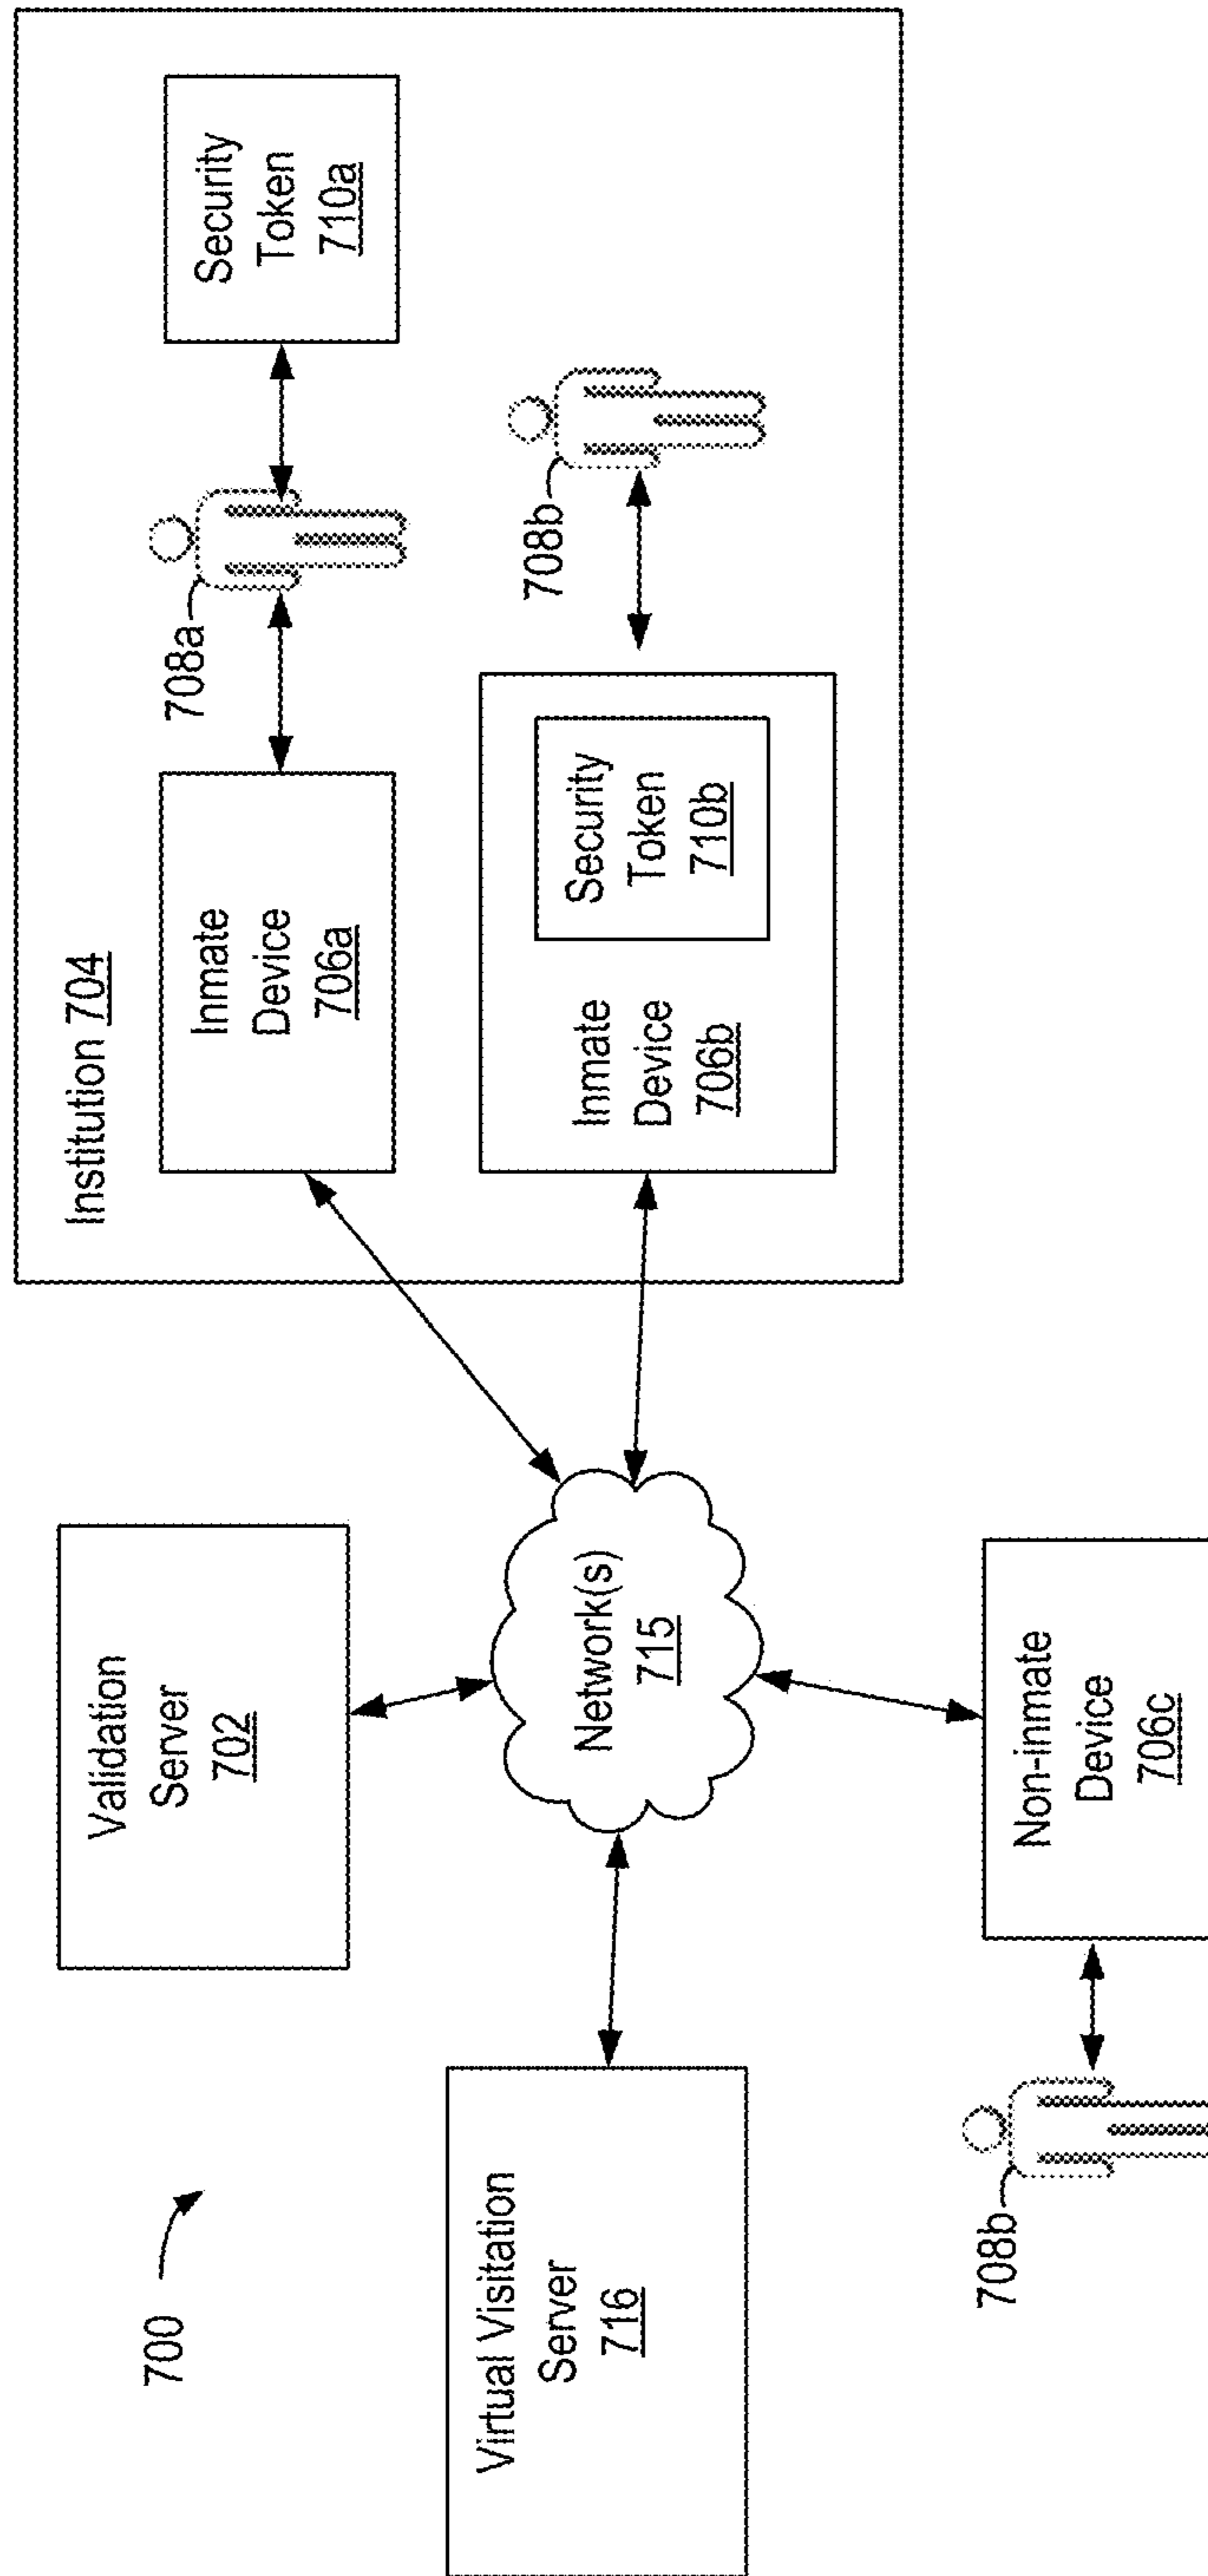 700
Validation
Server
702
Institution 704
Inmate
Device
706a
708a
Security
Token
710a
Virtual Visitation
Server
716
Network(s)
715
Inmate
Device
706b
Security
Token
710b
708b
708b
Non-inmate
Device
706c